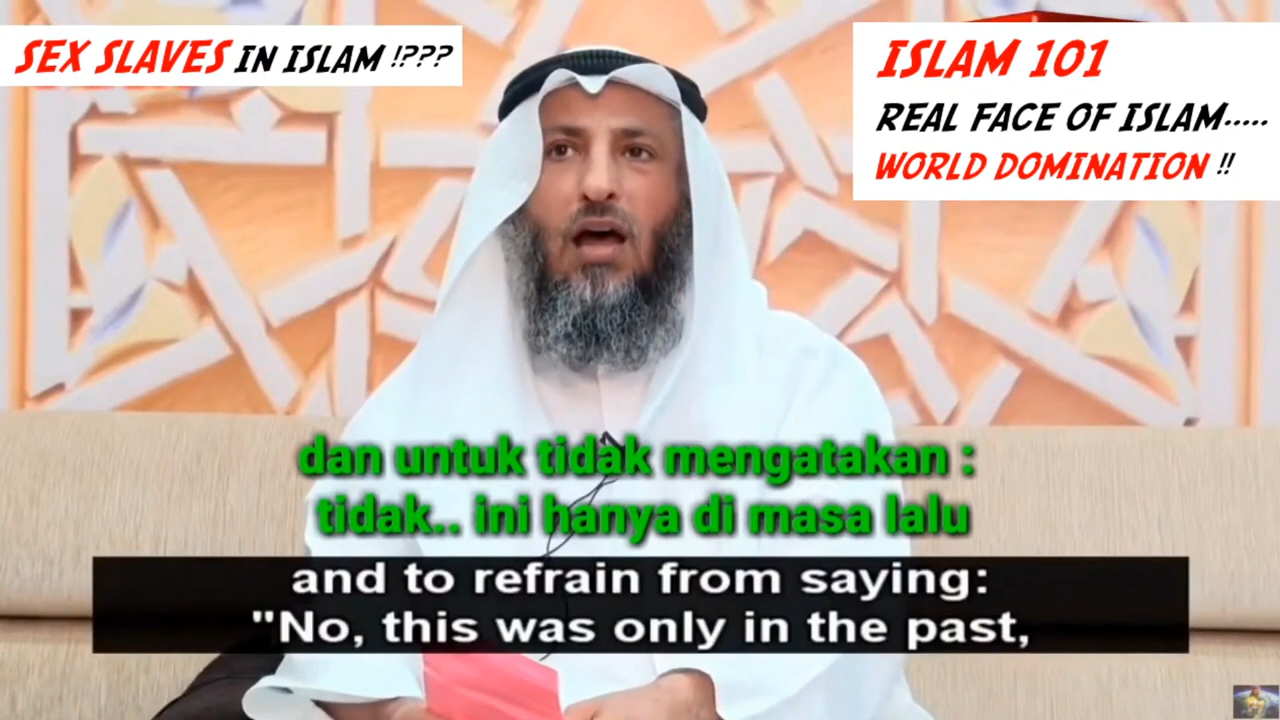 SEX SLAVES IN ISLAM !???
ISLAM 101
REAL FACE OF ISLAM.....
WORLD DOMINATION !!
dan untuk tidak mengatakan :
tidak.. ini hanya di masa lalu
and to refrain from saying:
"No, this was only in the past,